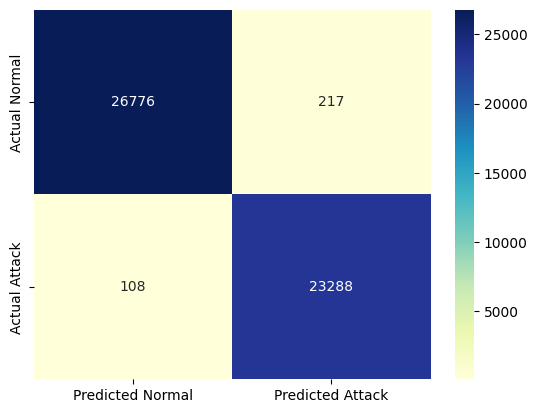 Actual Normal
26776
217
Actual Attack
108
23288
Predicted Normal
Predicted Attack
25000
20000
15000
10000
5000